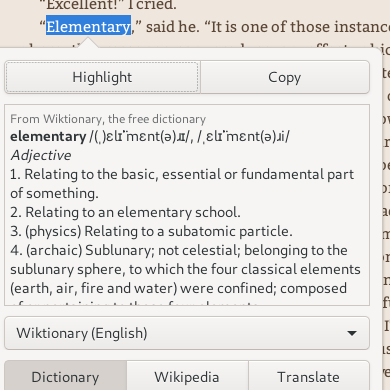 “Excellent!” I cried.
“Elementary,” said he. “It is one of those instanc
Highlight
Copy
From Wiktionary, the free dictionary
elementary /(ˌ)ɛlɪˈmɛnt(ə)ɹɪ/, /ˌɛlɪˈmɛnt(ə)ɹi/
Adjective
1. Relating to the basic, essential or fundamental part
of something.
2. Relating to an elementary school.
3. (physics) Relating to a subatomic particle.
4. (archaic) Sublunary; not celestial; belonging to the
sublunary sphere, to which the four classical elements
(earth, air, fire and water) were confined; composed
Wiktionary (English)
Dictionary
Wikipedia
Translate